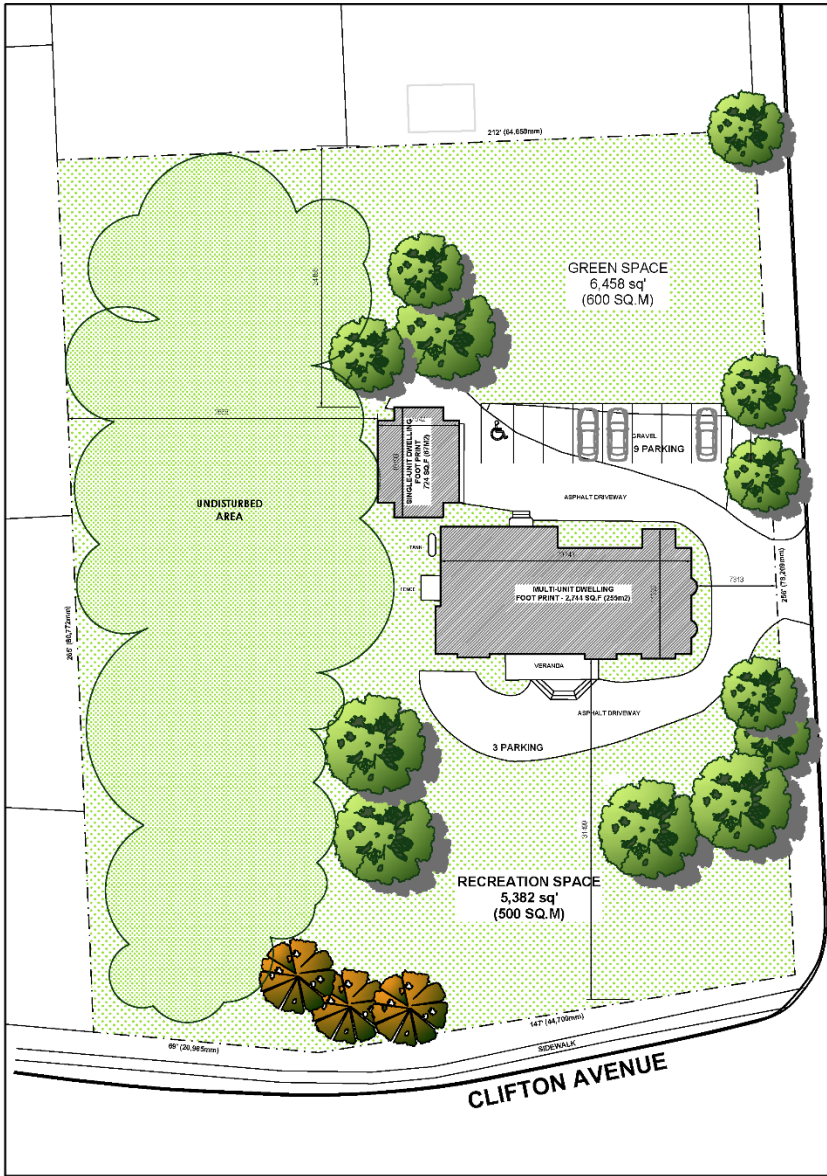 212' (64,658mm)
GREEN SPACE
6,458 sq'
(600 SQ.M)
GRAVEL
9 PARKING
SINGLE-UNIT DWELLING
FOOT PRINT
724 SQ.F (67M2)
ASPHALT DRIVEWAY
UNDISTURBED
AREA
FENCE
7313
MULTI-UNIT DWELLING
FOOT PRINT - 2,744 SQ.F (255m2)
VERANDA
ASPHALT DRIVEWAY
3 PARKING
RECREATION SPACE
5,382 sq'
(500 SQ.M)
147' (44,700mm)
SIDEWALK
CLIFTON AVENUE